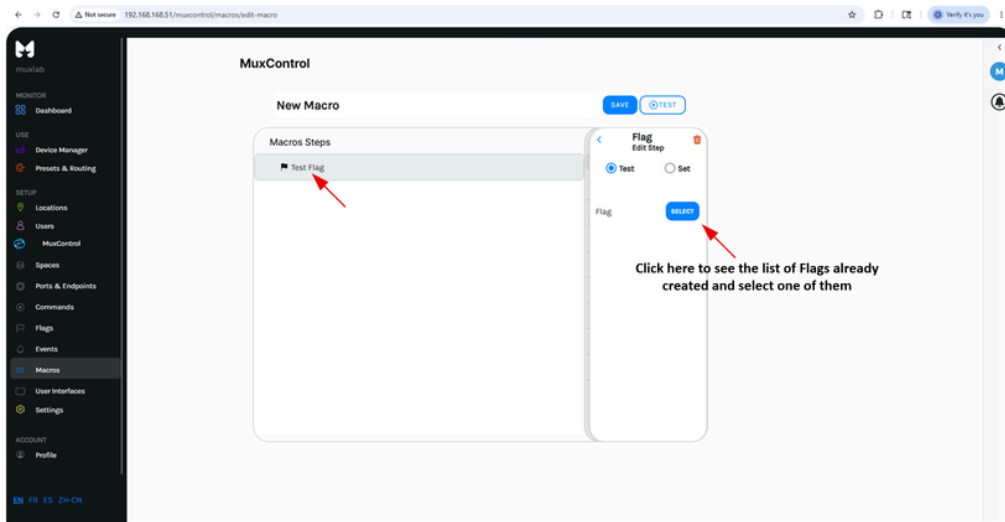 Not secure 192.168.168.51/muxcontrol/macros/edit-macro
Verify it's you
muxlab
MuxControl
MONITOR
Dashboard
USE
Device Manager
Presets & Routing
SETUP
Locations
Users
MuxControl
Spaces
Ports & Endpoints
Commands
Flags
Events
Macros
User Interfaces
Settings
ACCOUNT
Profile
EN FR ES ZH-CN
New Macro
SAVE TEST
Macros Steps
Test Flag
Flag
Edit Step
Test Set
Flag SELECT
Click here to see the list of Flags already
created and select one of them
M